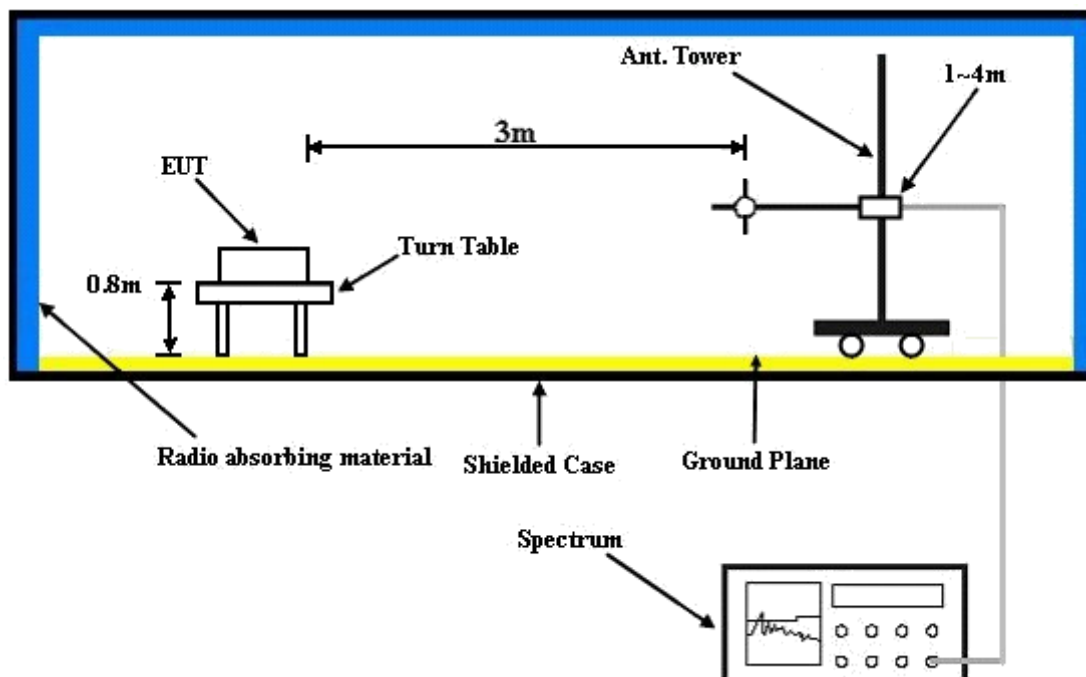 Ant. Tower
1~4m
3m
EUT
Turn Table
0.8m
Radio absorbing material
Shielded Case
Ground Plane
Spectrum